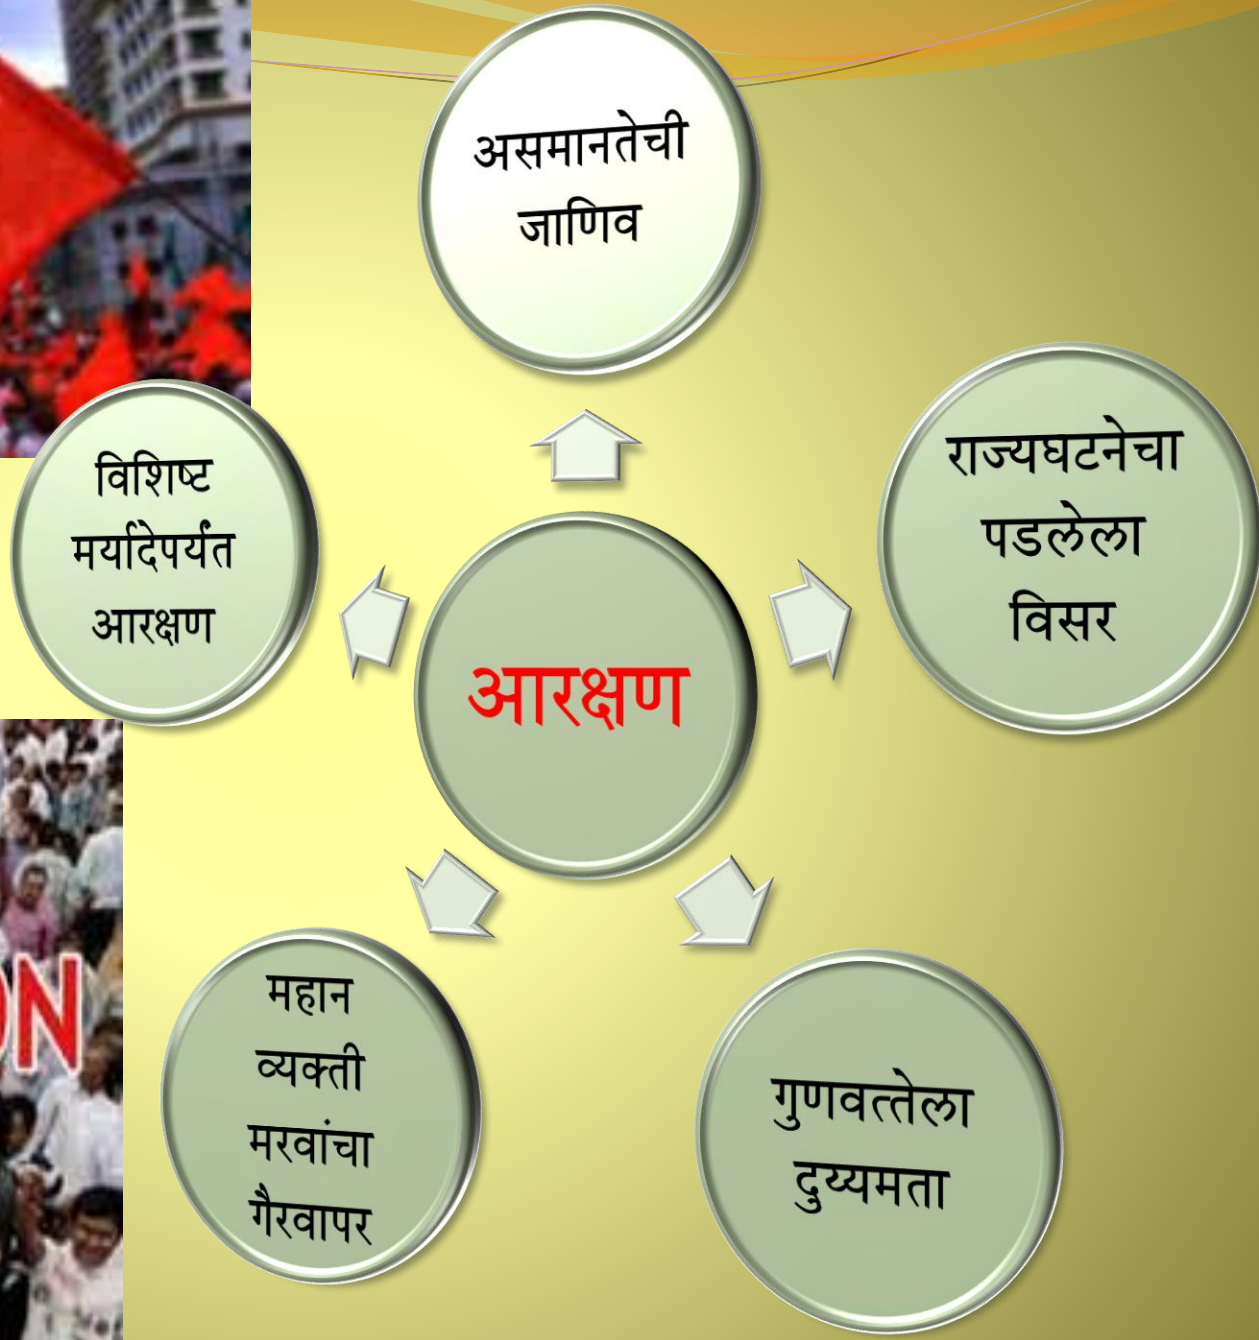 असमानतेची
जाणिव
राज्यघटनेचा
पडलेला
विसर
विशिष्ट
मर्यादेपर्यंत
आरक्षण
आरक्षण
महान
व्यक्ती
मरवांचा
गैरवापर
गुणवत्तेला
दुय्यमता